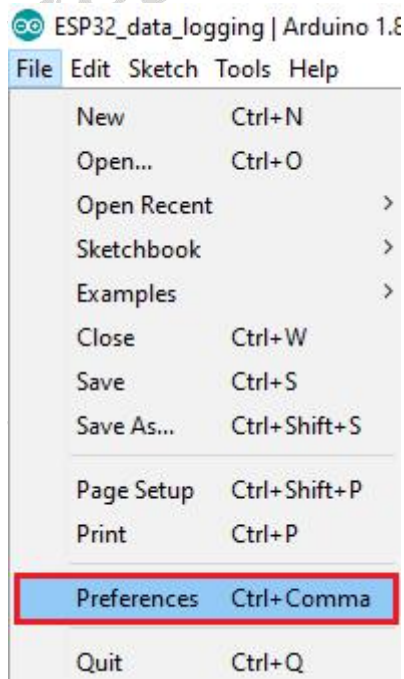 ESP32_data_logging | Arduino 1.8
File Edit Sketch Tools Help
New Ctrl+N
Open... Ctrl+O
Open Recent >
Sketchbook >
Examples >
Close Ctrl+W
Save Ctrl+S
Save As... Ctrl+Shift+S
Page Setup Ctrl+Shift+P
Print Ctrl+P
Preferences Ctrl+Comma
Quit Ctrl+Q